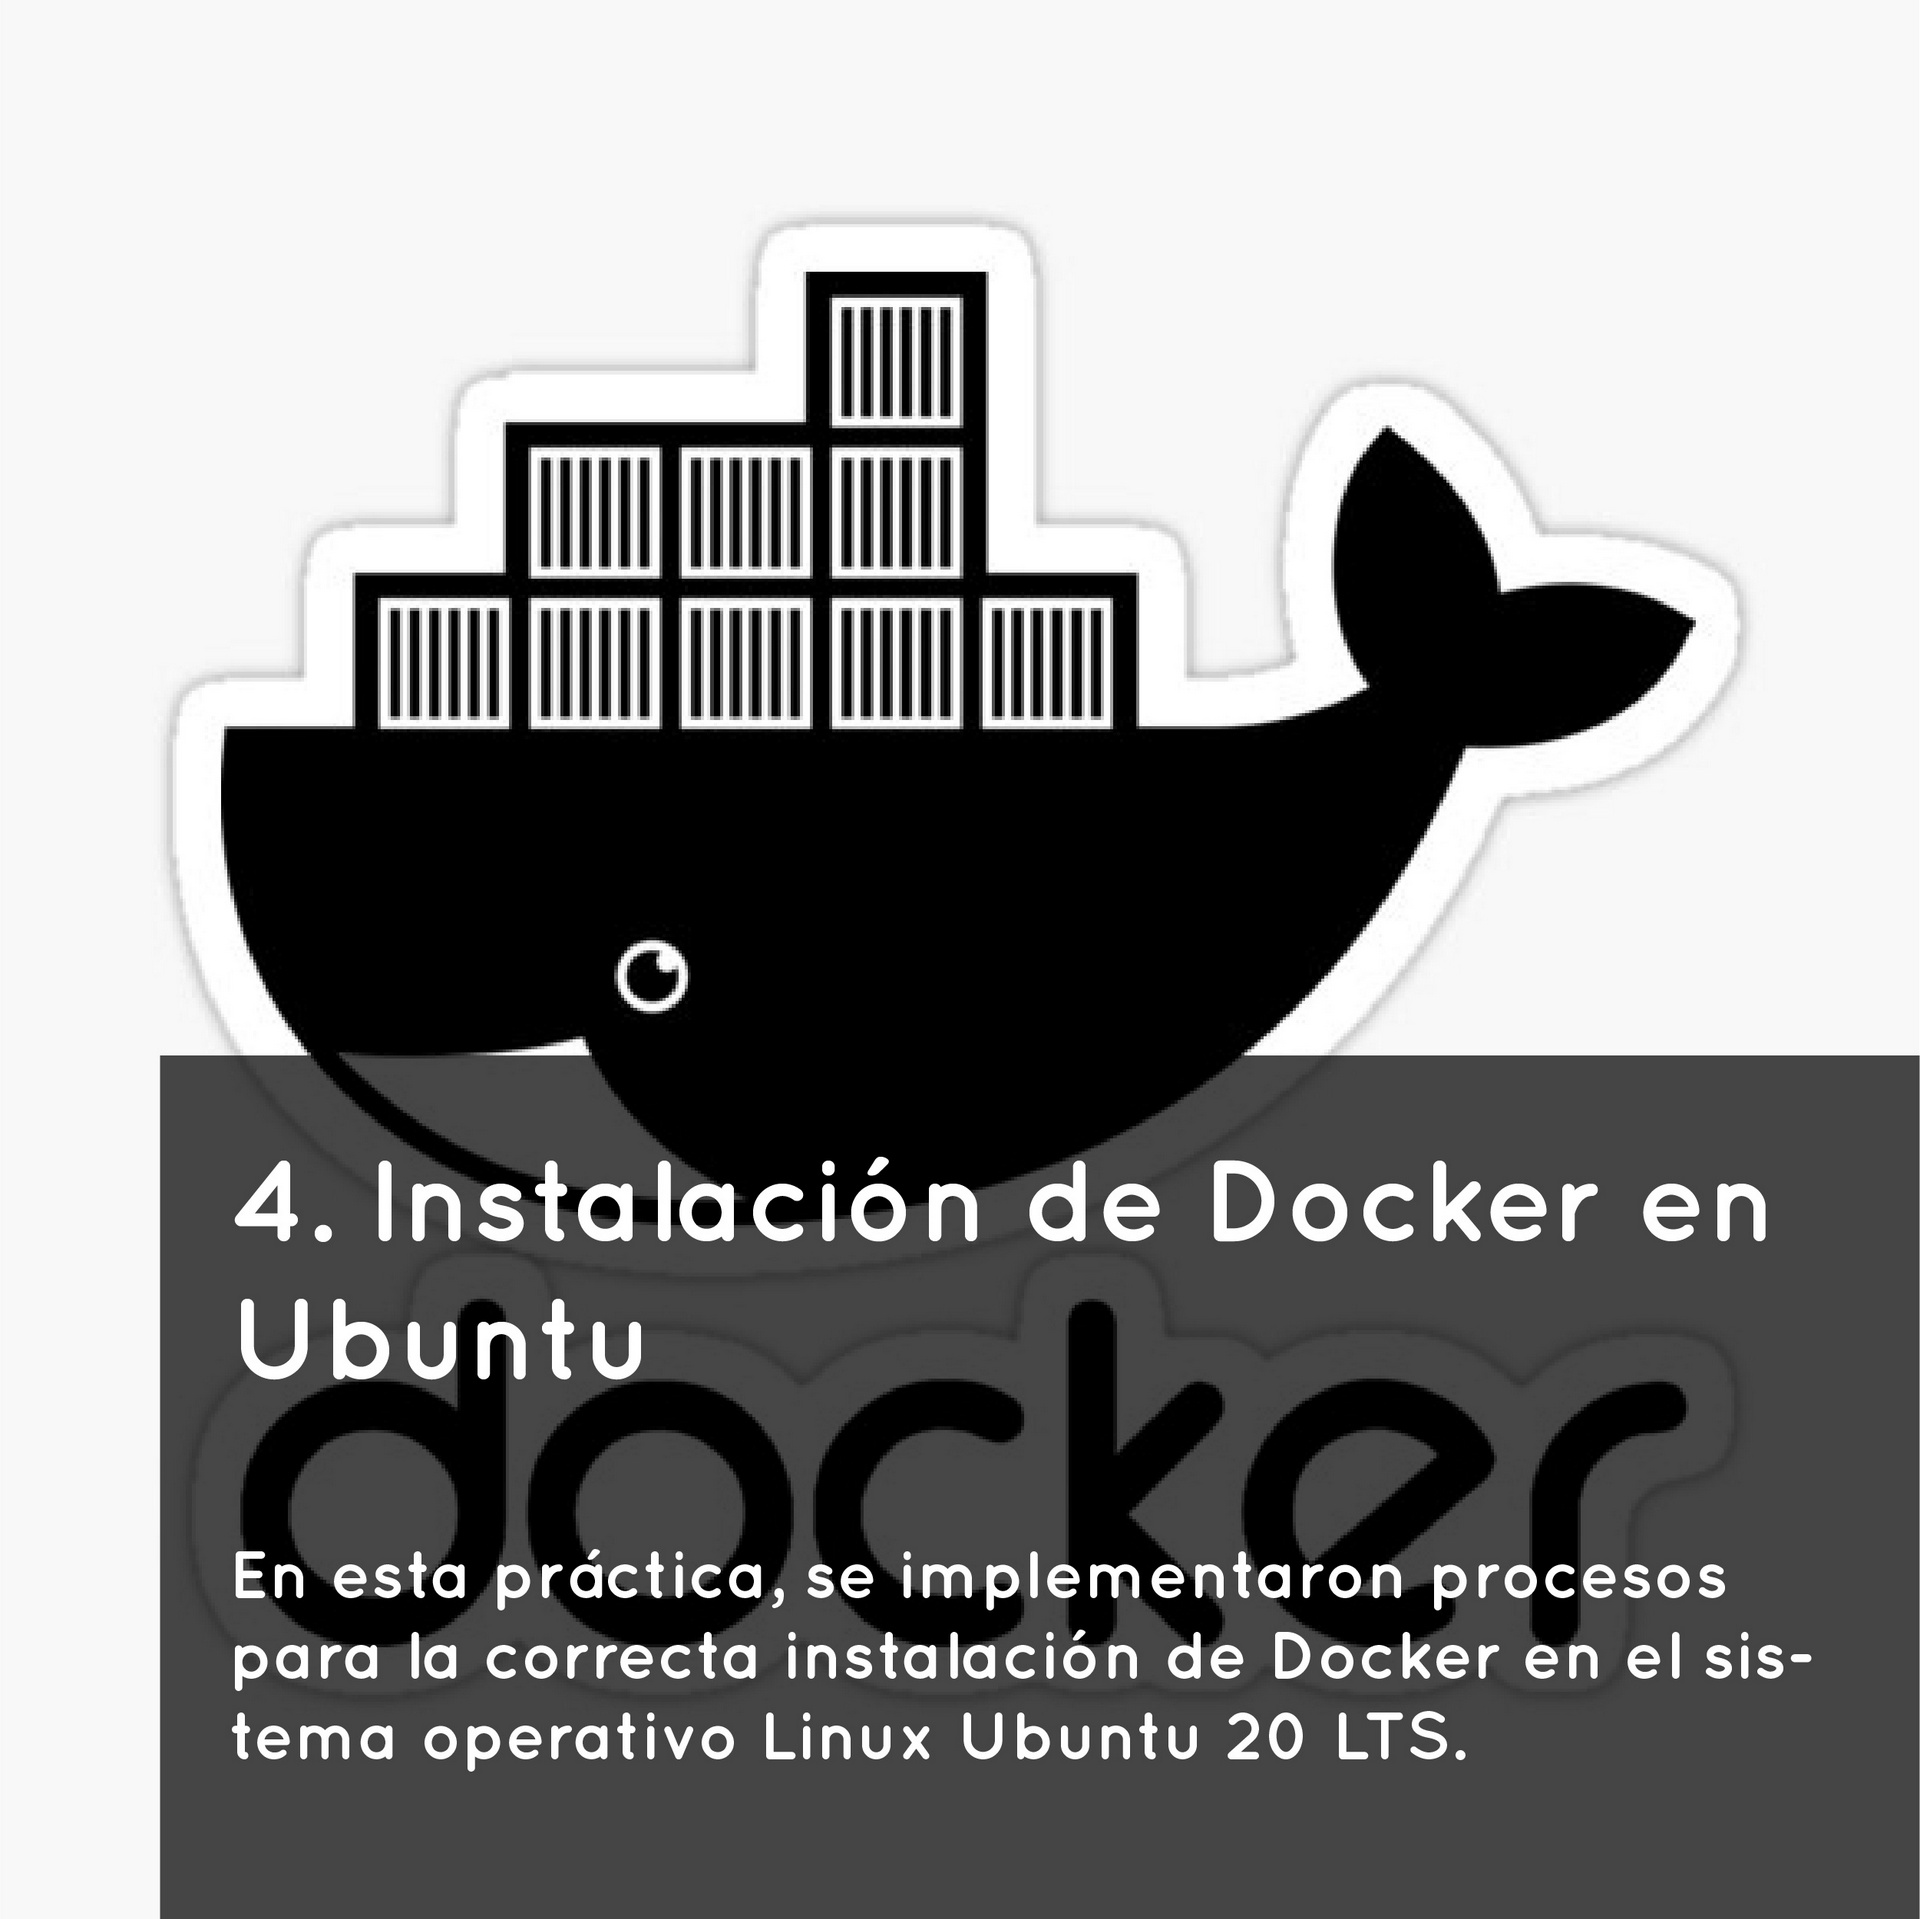 4. Instalación de Docker en
Ubuntu
docker
En esta práctica, se implementaron procesos
para la correcta instalación de Docker en el sis-
tema operativo Linux Ubuntu 20 LTS.